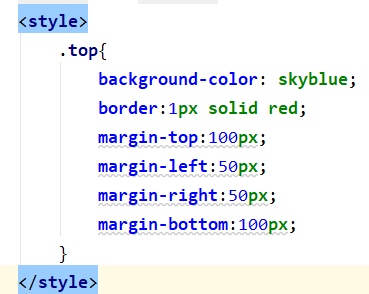 <style>
.top{
background-color: skyblue;
border:1px solid red;
margin-top:100px;
margin-left:50px;
margin-right:50px;
margin-bottom:100px;
}
</style>